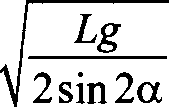 √(Lg / 2 sin 2α)